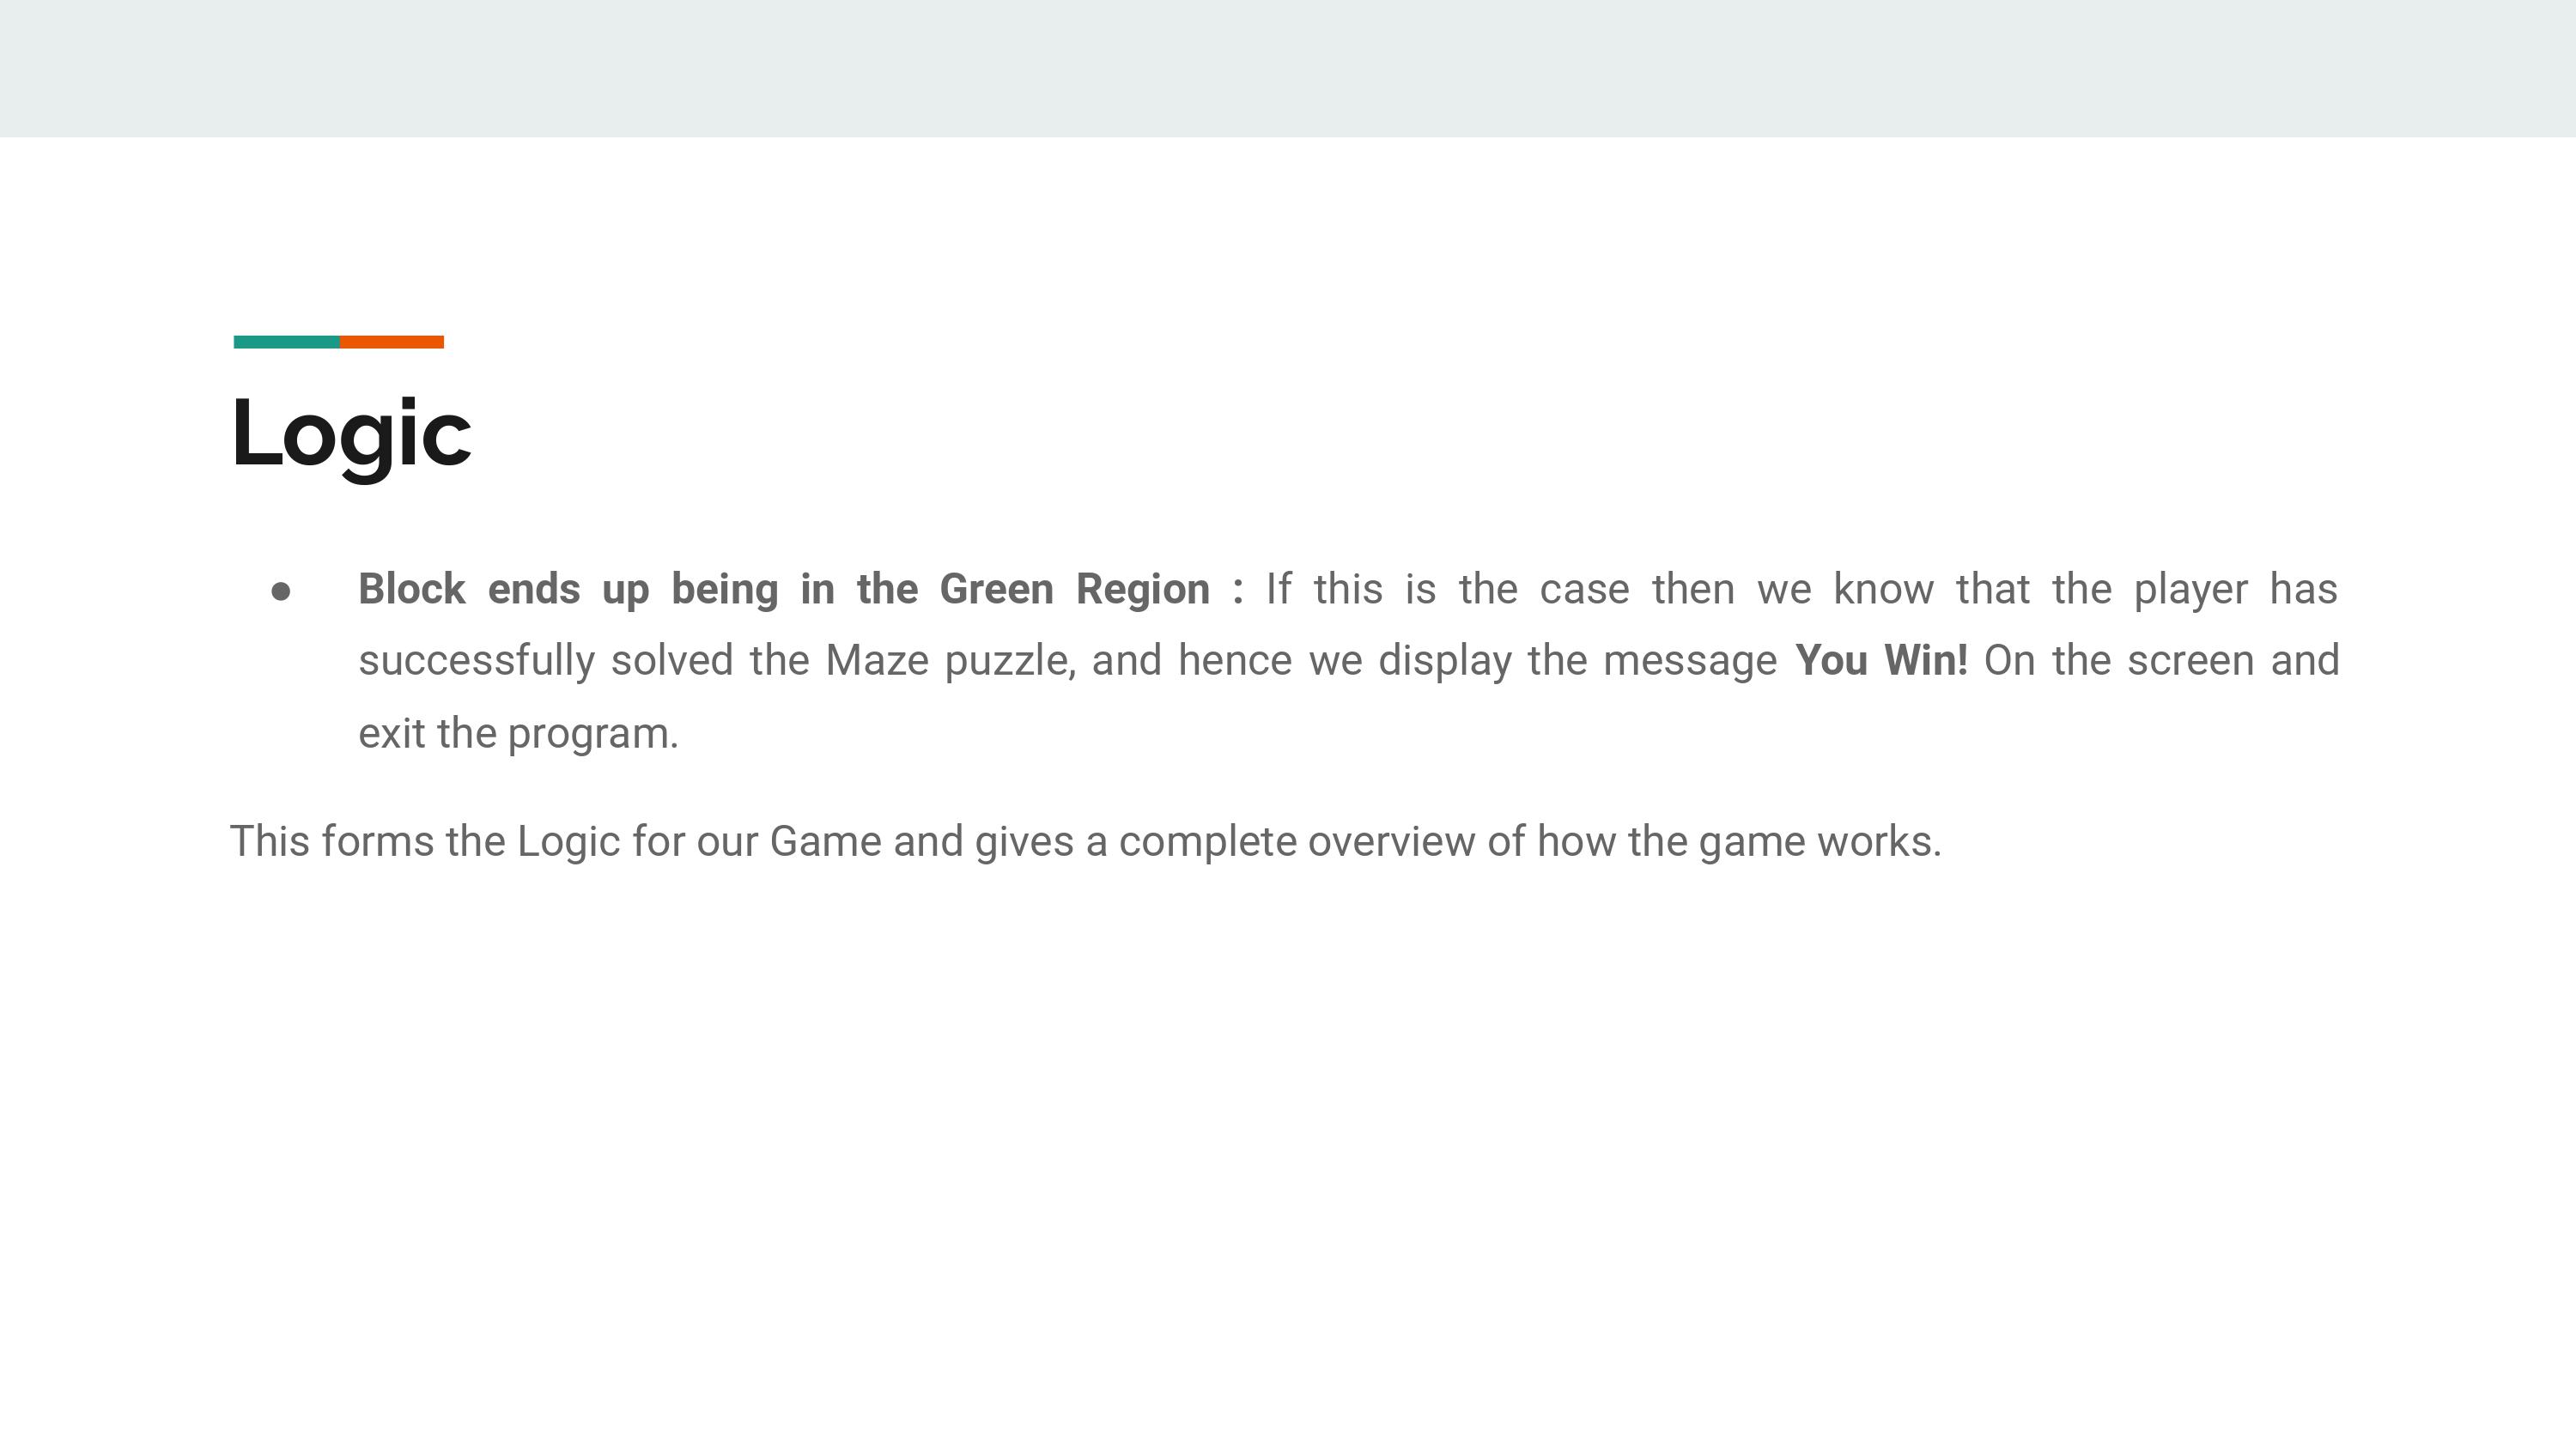 Logic
● Block ends up being in the Green Region : If this is the case then we know that the player has
successfully solved the Maze puzzle, and hence we display the message You Win! On the screen and
exit the program.
This forms the Logic for our Game and gives a complete overview of how the game works.